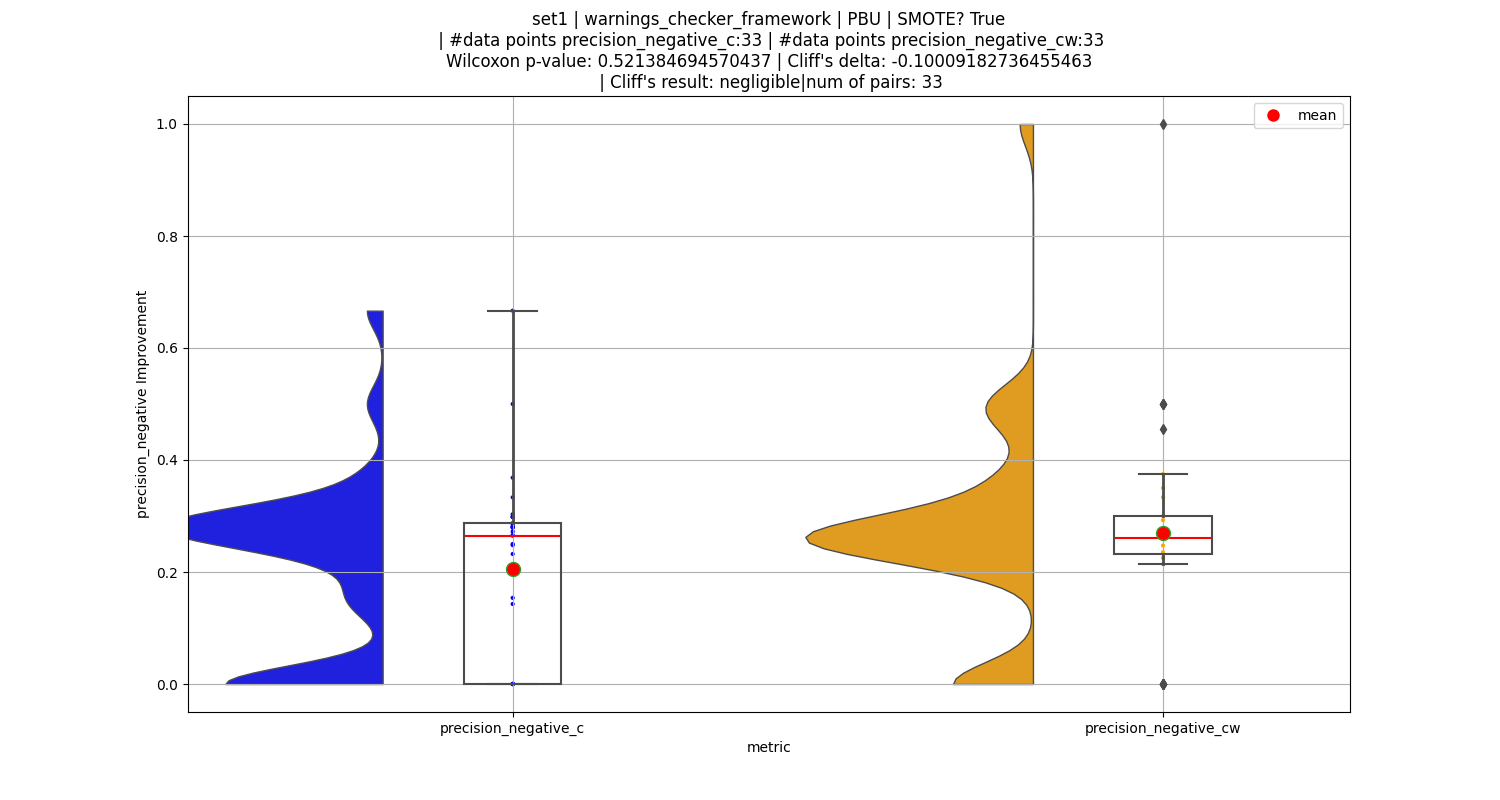 set1 | warnings_checker_framework | PBU | SMOTE? True
| #data points precision_negative_c:33 | #data points precision_negative_cw:33
Wilcoxon p-value: 0.521384694570437 | Cliff's delta: -0.10009182736455463
| Cliff's result: negligible|num of pairs: 33
mean
1.0
0.8
0.6
0.4
0.2
0.0
precision_negative Improvement
precision_negative_c
precision_negative_cw
metric